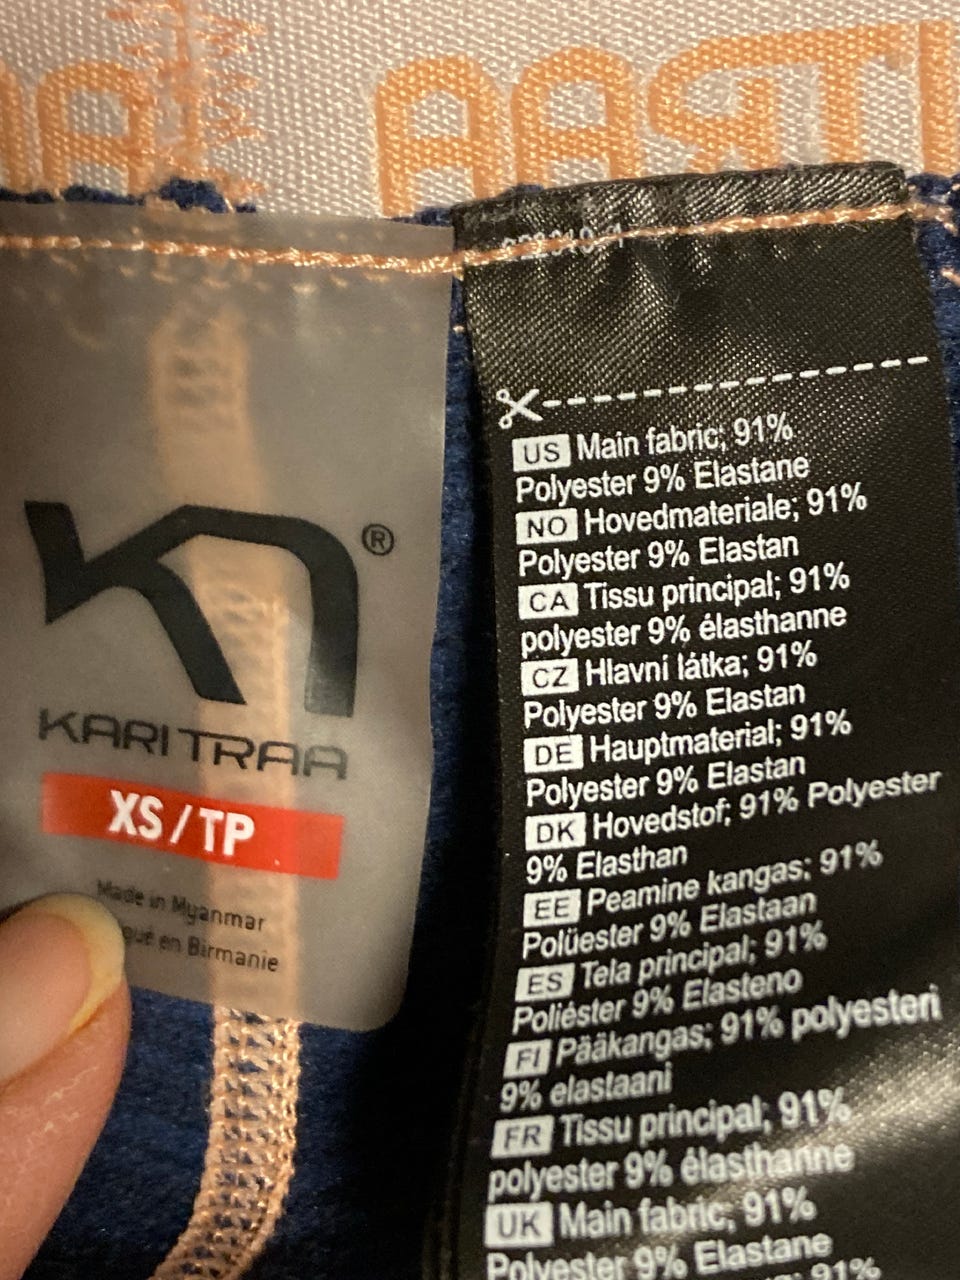 KARI TRAA
XS / TP
Made in Myanmar
en Birmanie
US Main fabric; 91%
Polyester 9% Elastane
NO Hovedmateriale; 91%
Polyester 9% Elastan
CA Tissu principal; 91%
polyester 9% élasthanne
CZ Hlavní látka; 91%
Polyester 9% Elastan
DE Hauptmaterial; 91%
Polyester 9% Elastan
DK Hovedstof; 91% Polyester
9% Elasthan
EE Peamine kangas; 91%
Polüester 9% Elastaan
ES Tela principal; 91%
Poliéster 9% Elasteno
FI Pääkangas; 91% polyesteri
9% elastaani
FR Tissu principal; 91%
polyester 9% élasthanne
UK Main fabric; 91%
Polyester 9% Elastane
91%